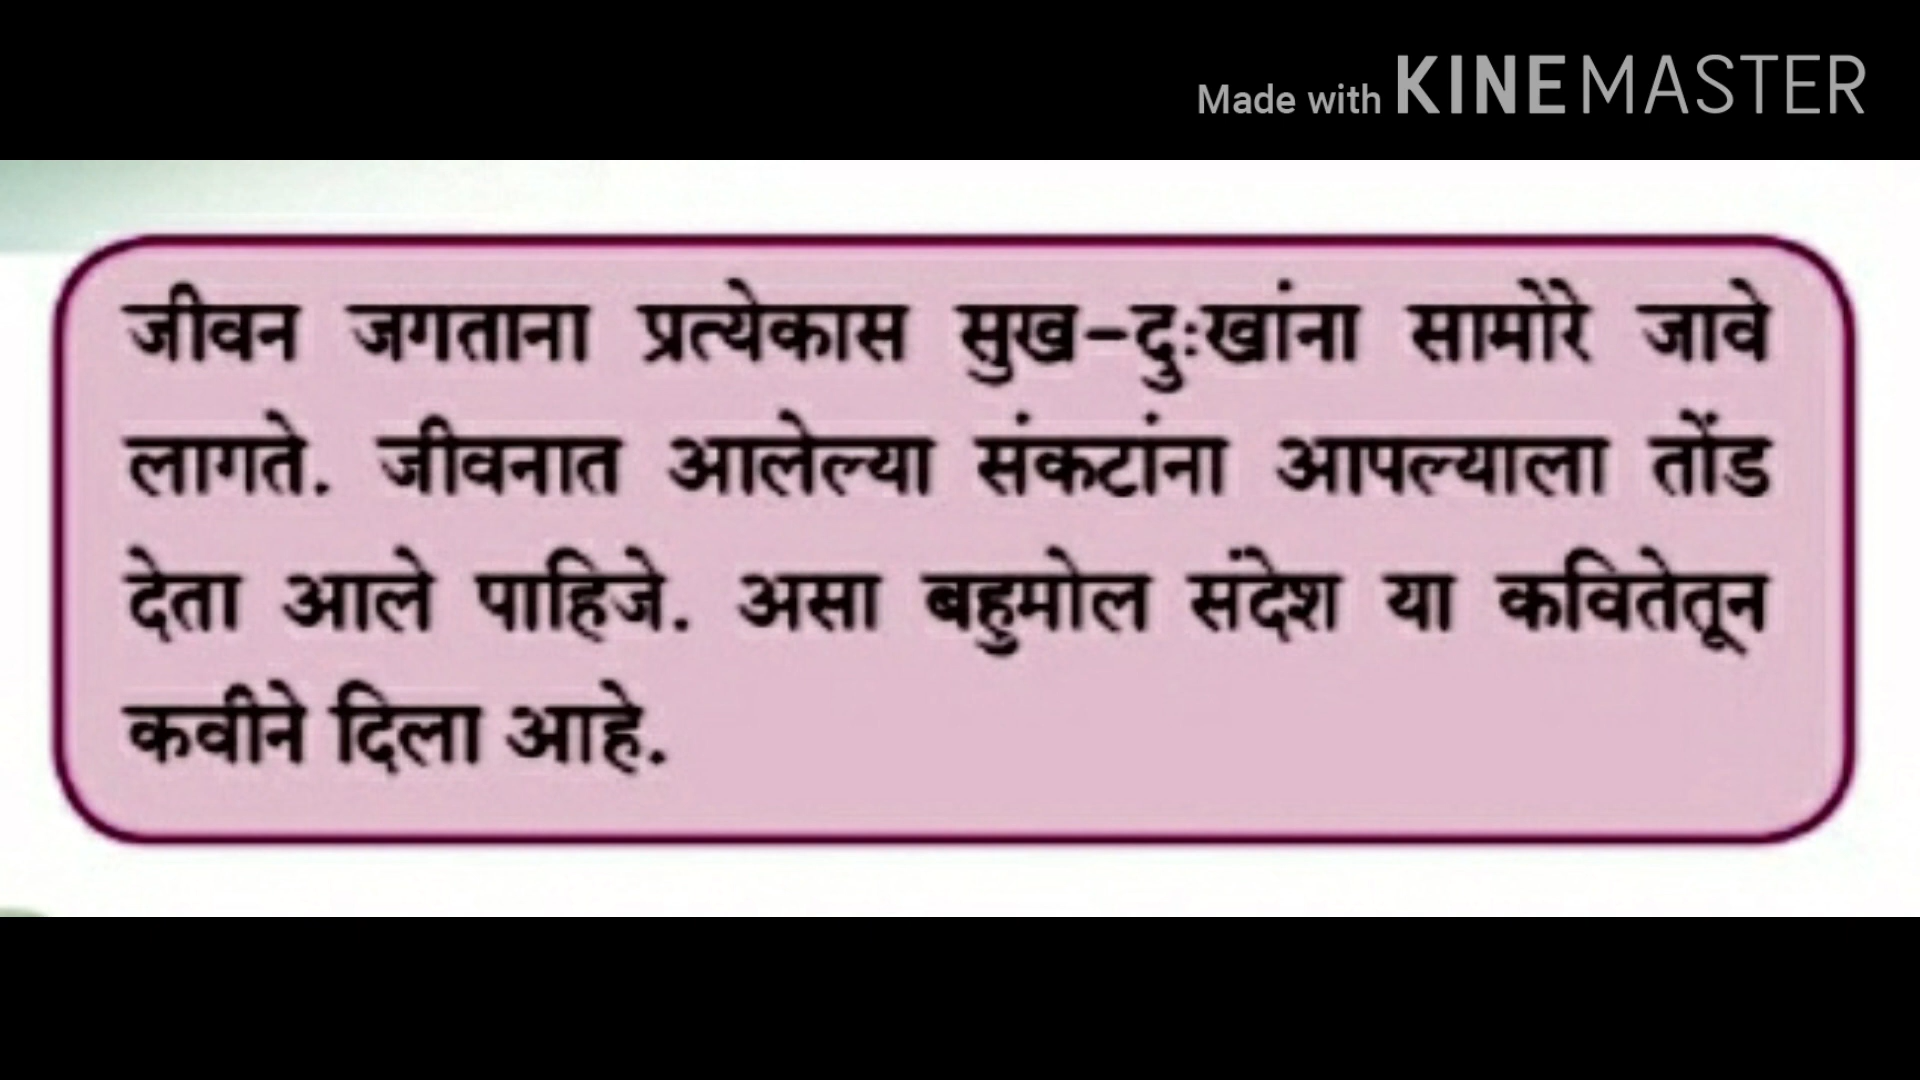 Made with KINEMASTER
जीवन जगताना प्रत्येकास सुख-दुःखांना सामोरे जावे
लागते. जीवनात आलेल्या संकटांना आपल्याला तोंड
देता आले पाहिजे. असा बहुमोल संदेश या कवितेतून
कवीने दिला आहे.